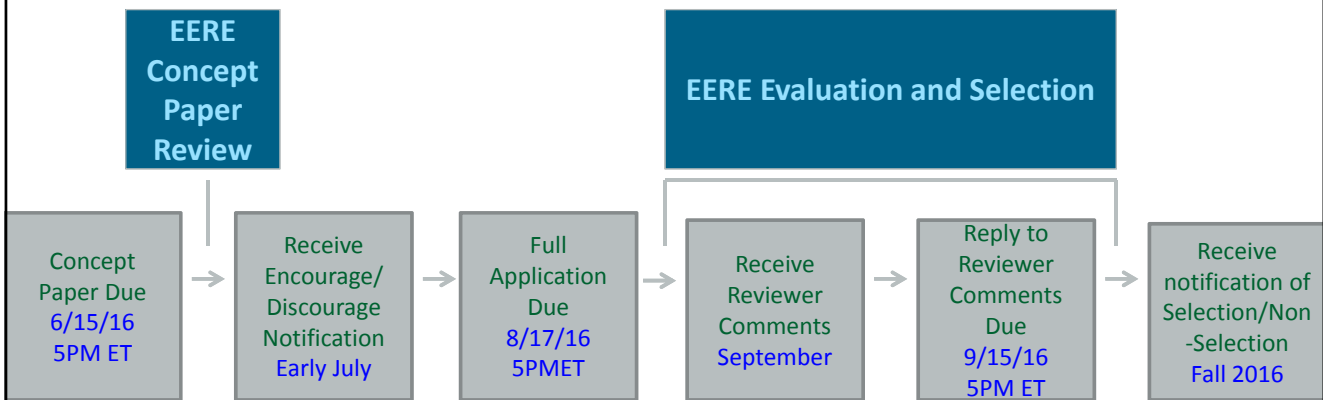 EERE
Concept
Paper
Review
EERE Evaluation and Selection
Concept
Paper Due
6/15/16
5PM ET
Receive
Encourage/
Discourage
Notification
Early July
Full
Application
Due
8/17/16
5PMET
Receive
Reviewer
Comments
September
Reply to
Reviewer
Comments
Due
9/15/16
5PM ET
Receive
notification of
Selection/Non
-Selection
Fall 2016